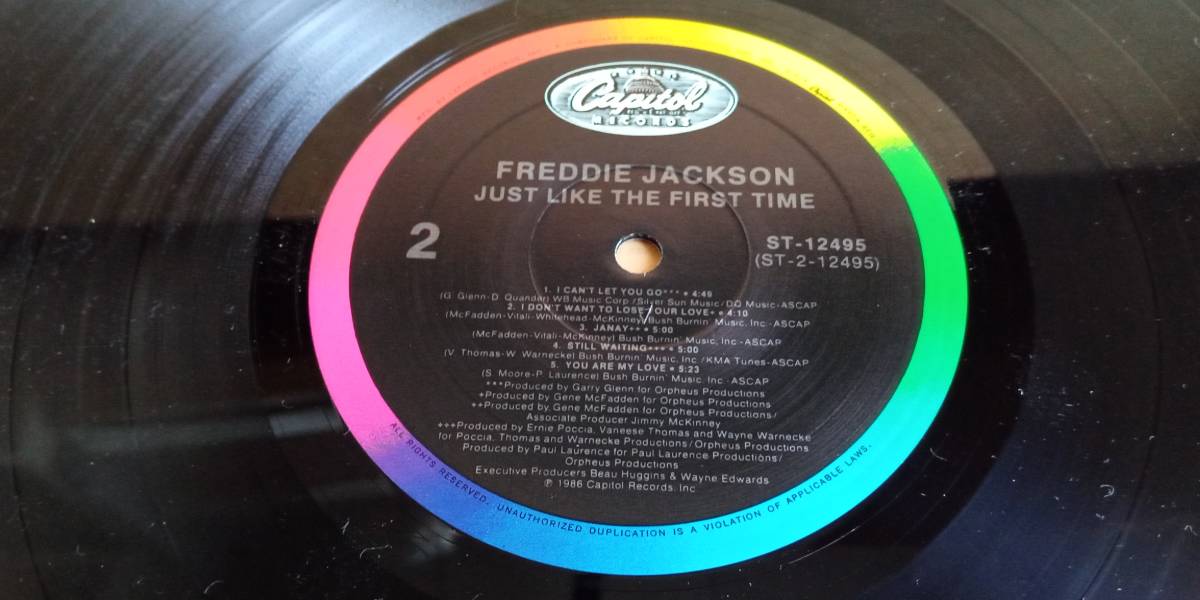 Capitol
RECORDS
FREDDIE JACKSON
JUST LIKE THE FIRST TIME
2
ST-12495
(ST-2-12495)
1. I CAN'T LET YOU GO*** • 4:49
(G. Glenn-D. Quander) WB Music Corp./Silver Sun Music/DQ Music-ASCAP
2. I DON'T WANT TO LOSE YOUR LOVE+ • 4:10
(McFadden-Vitali-Whitehead-McKinney) Bush Burnin' Music, Inc.-ASCAP
3. JANAY++ • 5:00
(McFadden-Vitali-McKinney) Bush Burnin' Music, Inc.-ASCAP
4. STILL WAITING+++ • 5:00
(V. Thomas-W. Warnecke) Bush Burnin' Music, Inc./KMA Tunes-ASCAP
5. YOU ARE MY LOVE • 5:23
(S. Moore-P. Laurence) Bush Burnin' Music, Inc.-ASCAP
***Produced by Garry Glenn for Orpheus Productions
+Produced by Gene McFadden for Orpheus Productions
++Produced by Gene McFadden for Orpheus Productions/
Associate Producer Jimmy McKinney
+++Produced by Ernie Poccia, Vaneese Thomas and Wayne Warnecke
for Poccia, Thomas and Warnecke Productions/Orpheus Productions
Produced by Paul Laurence for Paul Laurence Productions/
Orpheus Productions
Executive Producers Beau Huggins & Wayne Edwards
℗ 1986 Capitol Records, Inc.
ALL RIGHTS RESERVED. UNAUTHORIZED DUPLICATION IS A VIOLATION OF APPLICABLE LAWS.